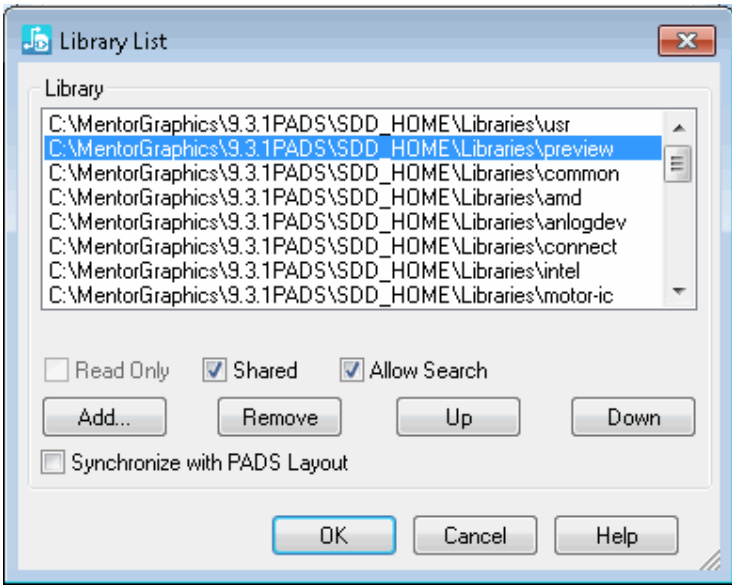 Library List
Library
C:\MentorGraphics\9.3.1PADS\SDD_HOME\Libraries\usr
C:\MentorGraphics\9.3.1PADS\SDD_HOME\Libraries\preview
C:\MentorGraphics\9.3.1PADS\SDD_HOME\Libraries\common
C:\MentorGraphics\9.3.1PADS\SDD_HOME\Libraries\amd
C:\MentorGraphics\9.3.1PADS\SDD_HOME\Libraries\anlogdev
C:\MentorGraphics\9.3.1PADS\SDD_HOME\Libraries\connect
C:\MentorGraphics\9.3.1PADS\SDD_HOME\Libraries\intel
C:\MentorGraphics\9.3.1PADS\SDD_HOME\Libraries\motor-ic
Read Only Shared Allow Search
Add... Remove Up Down
Synchronize with PADS Layout
OK Cancel Help